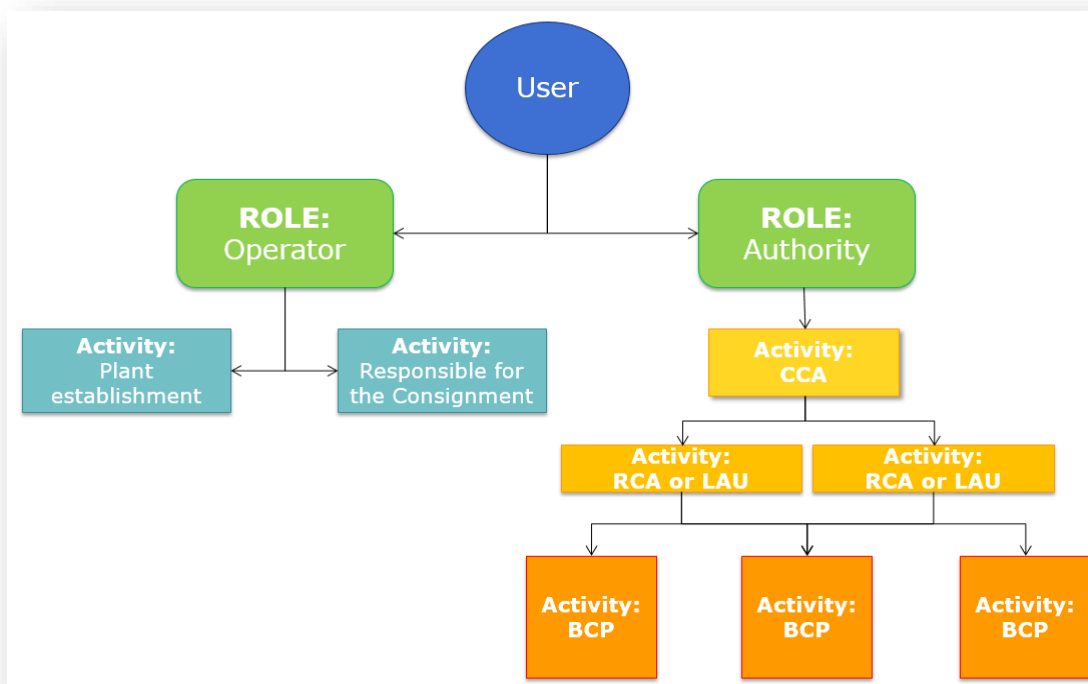 User
ROLE:
Operator
ROLE:
Authority
Activity:
Plant
establishment
Activity:
Responsible for
the Consignment
Activity:
CCA
Activity:
RCA or LAU
Activity:
RCA or LAU
Activity:
BCP
Activity:
BCP
Activity:
BCP